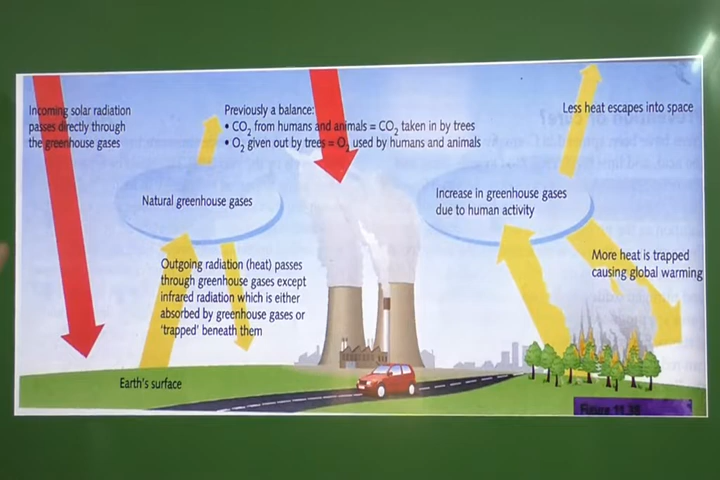 Incoming solar radiation
passes directly through
the greenhouse gases
Previously a balance:
• CO₂ from humans and animals = CO₂ taken in by trees
• O₂ given out by trees = O₂ used by humans and animals
Less heat escapes into space
Natural greenhouse gases
Increase in greenhouse gases
due to human activity
Outgoing radiation (heat) passes
through greenhouse gases except
infrared radiation which is either
absorbed by greenhouse gases or
'trapped' beneath them
More heat is trapped
causing global warming
Earth's surface
Figure 11.35